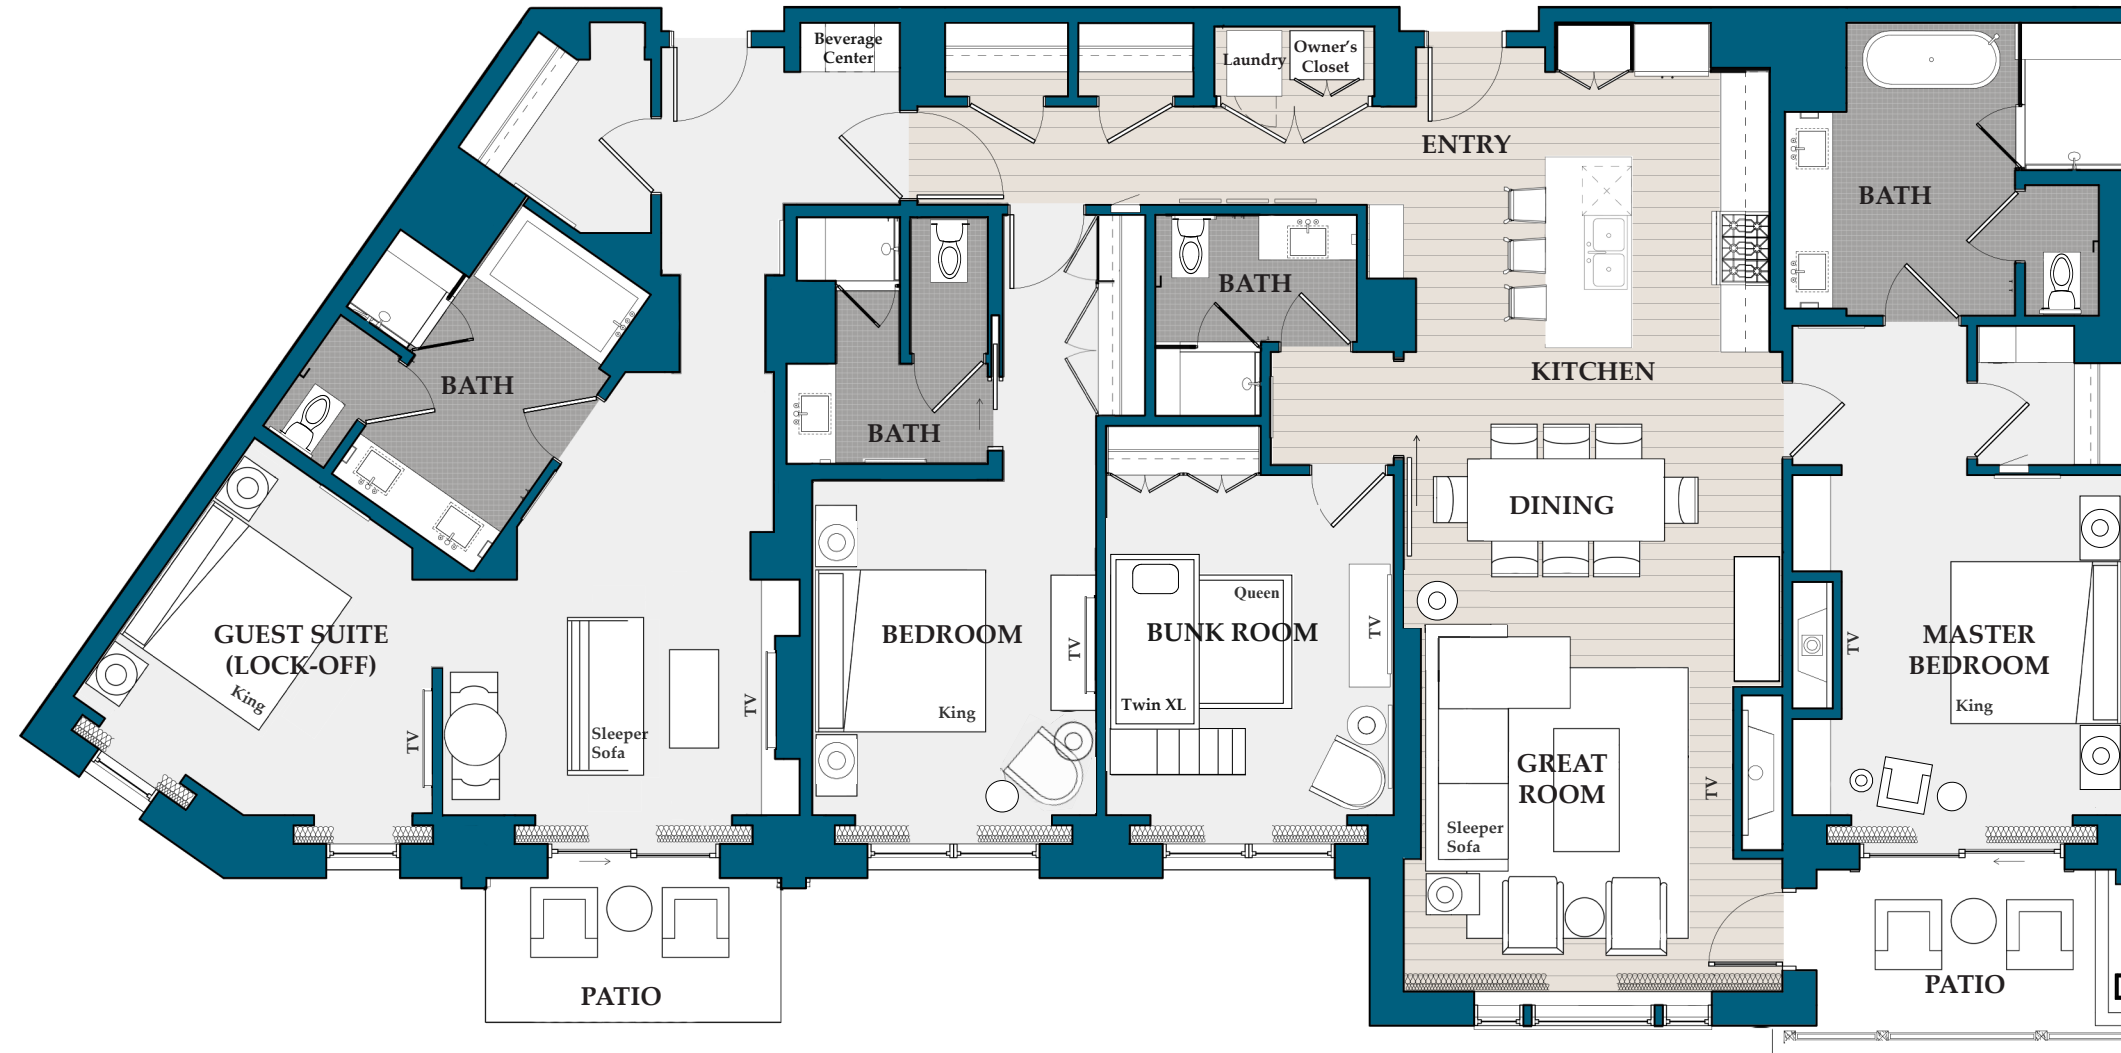 Beverage
Center
Laundry
Owner's
Closet
ENTRY
BATH
BATH
BATH
KITCHEN
BATH
BATH
DINING
Queen
GUEST SUITE
(LOCK-OFF)
King
BEDROOM
King
TV
BUNK ROOM
Twin XL
TV
TV
MASTER
BEDROOM
King
TV
Sleeper
Sofa
TV
GREAT
ROOM
TV
Sleeper
Sofa
PATIO
PATIO